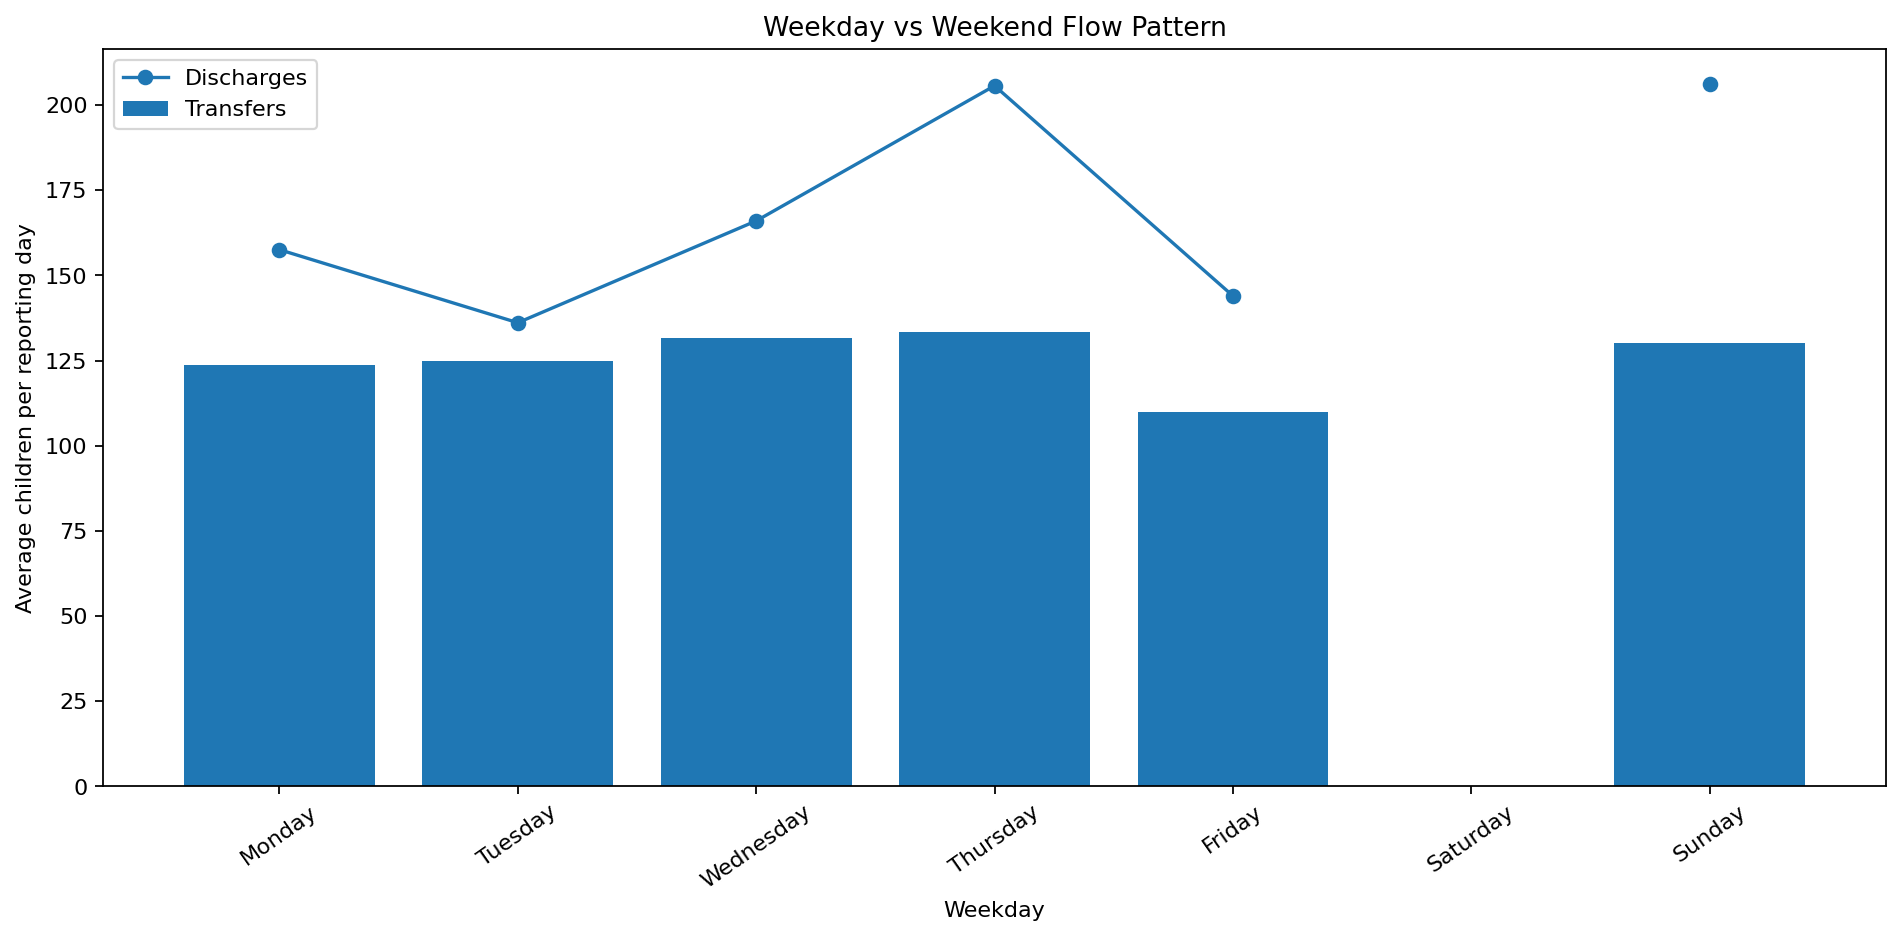 Weekday vs Weekend Flow Pattern
Discharges
Transfers
Average children per reporting day
200
175
150
125
100
75
50
25
0
Monday
Tuesday
Wednesday
Thursday
Friday
Saturday
Sunday
Weekday